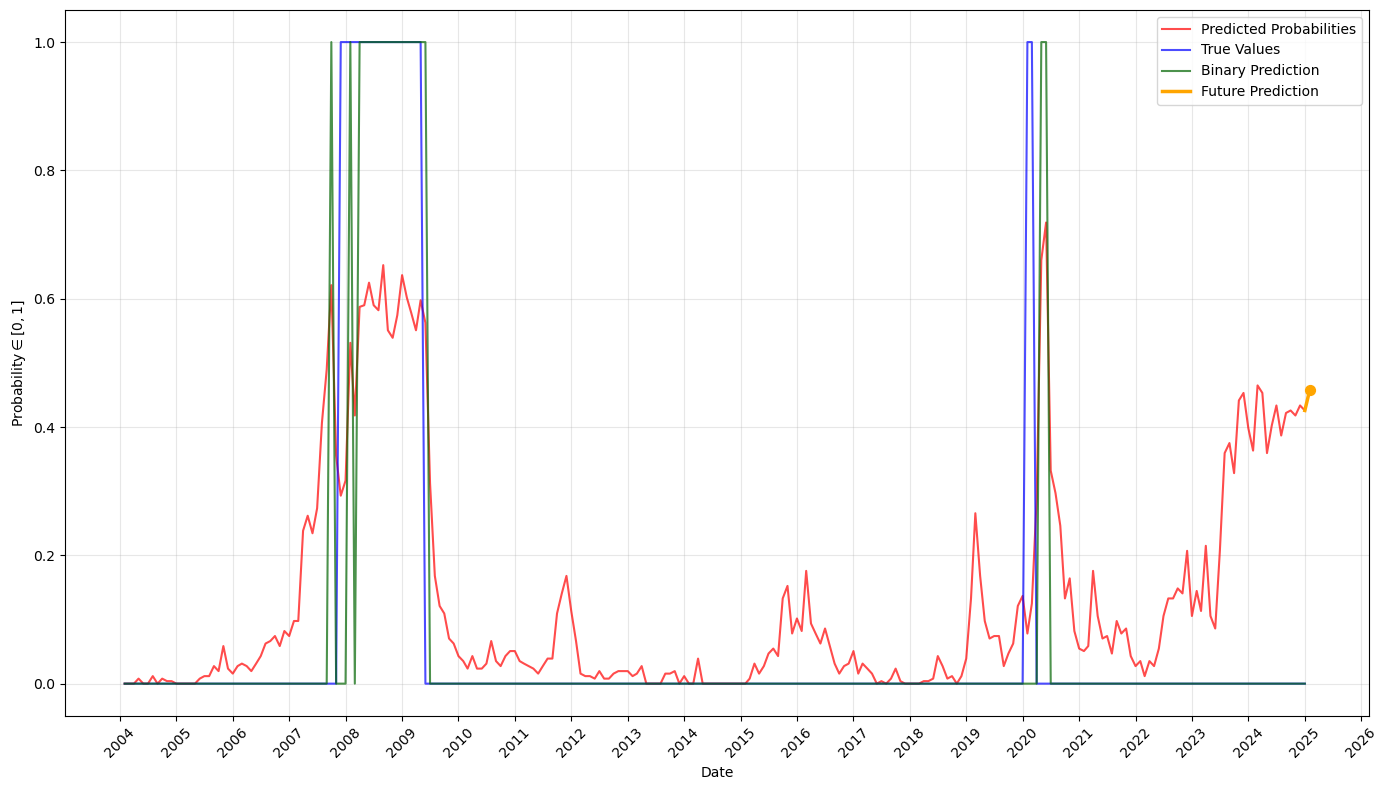 Predicted Probabilities
True Values
Binary Prediction
Future Prediction
1.0
0.8
0.6
0.4
0.2
0.0
Probability ∈ [0, 1]
2004 2005 2006 2007 2008 2009 2010 2011 2012 2013 2014 2015 2016 2017 2018 2019 2020 2021 2022 2023 2024 2025 2026
Date